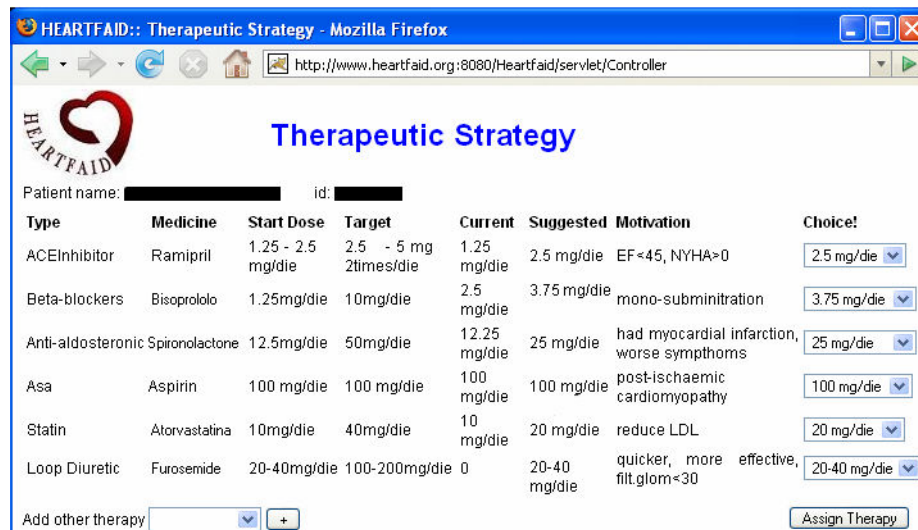 HEARTFAID:: Therapeutic Strategy - Mozilla Firefox
http://www.heartfaid.org:8080/Heartfaid/servlet/Controller
HEARTFAID
Therapeutic Strategy
Patient name: id:
Type Medicine Start Dose Target Current Suggested Motivation Choice!
ACEInhibitor Ramipril 1.25 - 2.5 mg/die 2.5 - 5 mg 2times/die 1.25 mg/die 2.5 mg/die EF<45, NYHA>0 2.5 mg/die
Beta-blockers Bisoprololo 1.25mg/die 10mg/die 2.5 mg/die 3.75 mg/die mono-subminitration 3.75 mg/die
Anti-aldosteronic Spironolactone 12.5mg/die 50mg/die 12.25 mg/die 25 mg/die had myocardial infarction, worse sympthoms 25 mg/die
Asa Aspirin 100 mg/die 100 mg/die 100 mg/die 100 mg/die post-ischaemic cardiomyopathy 100 mg/die
Statin Atorvastatina 10mg/die 40mg/die 10 mg/die 20 mg/die reduce LDL 20 mg/die
Loop Diuretic Furosemide 20-40mg/die 100-200mg/die 0 20-40 mg/die quicker, more effective, filt.glom<30 20-40 mg/die
Add other therapy + Assign Therapy